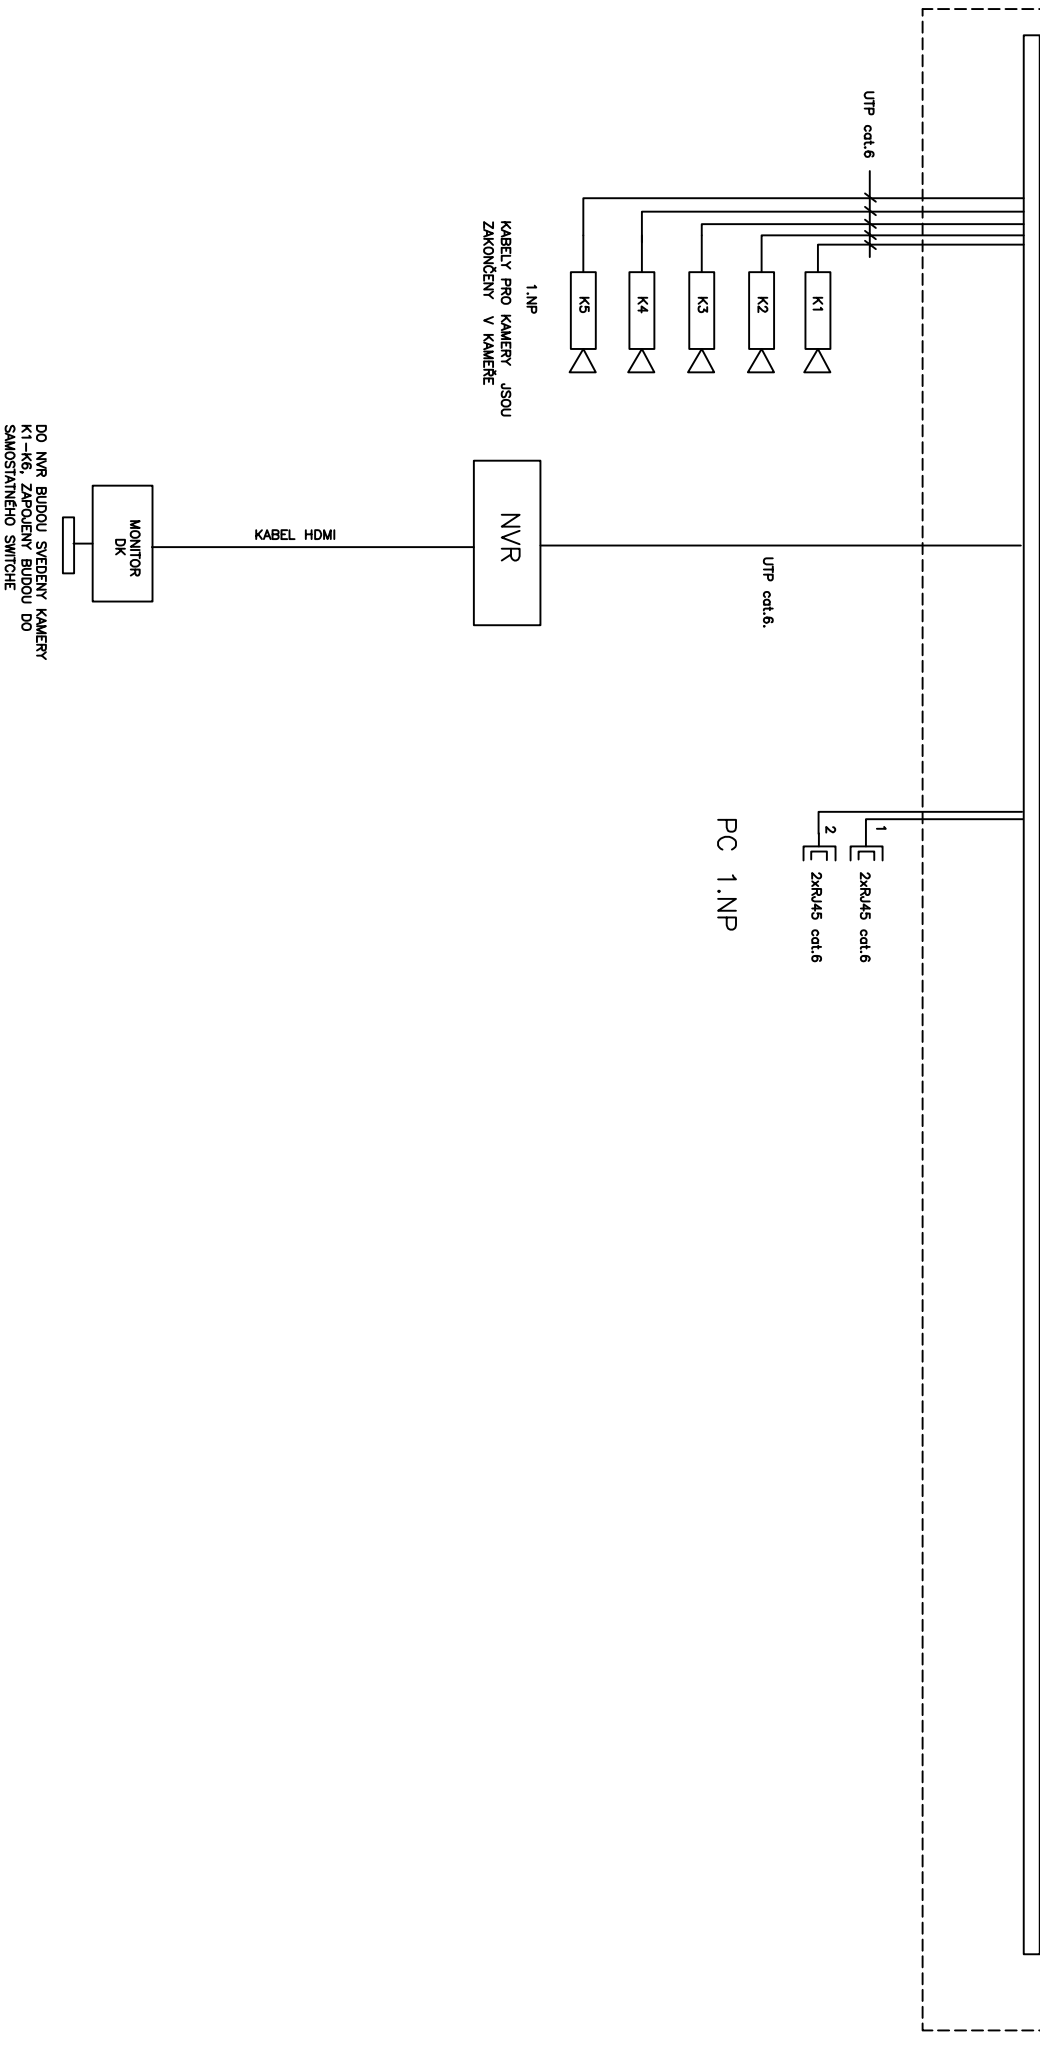 UTP cat.6
K1
K2
K3
K4
K5
1.NP
KABELY PRO KAMERY JSOU
ZAKONČENY V KAMEŘE
UTP cat.6.
NVR
KABEL HDMI
MONITOR
DK
DO NVR BUDOU SVEDENY KAMERY
K1-K6, ZAPOJENY BUDOU DO
SAMOSTATNÉHO SWITCHE
1
2xRJ45 cat.6
2
2xRJ45 cat.6
PC 1.NP